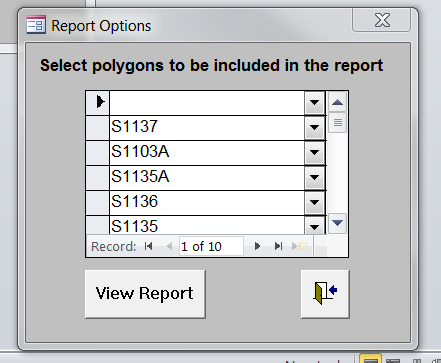 Report Options
Select polygons to be included in the report
S1137
S1103A
S1135A
S1136
S1135
Record: 1 of 10
View Report